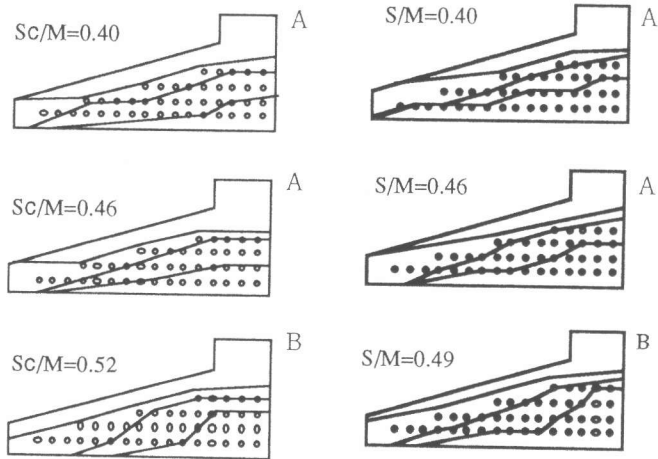 Sc/M=0.40 A
S/M=0.40 A
Sc/M=0.46 A
S/M=0.46 A
Sc/M=0.52 B
S/M=0.49 B